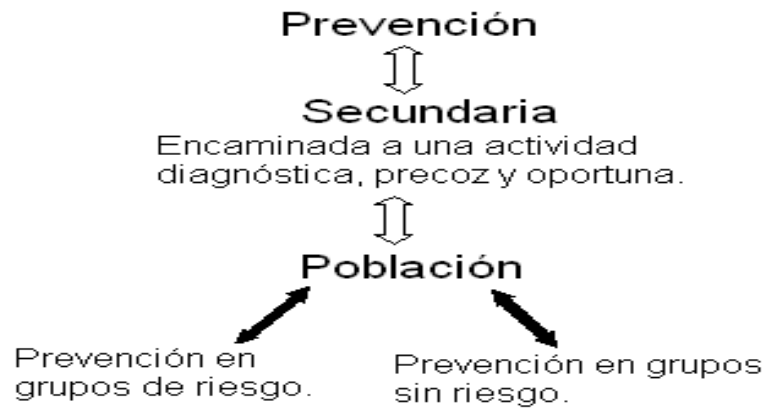 Prevención
Secundaria
Encaminada a una actividad
diagnóstica, precoz y oportuna.
Población
Prevención en
grupos de riesgo.
Prevención en grupos
sin riesgo.